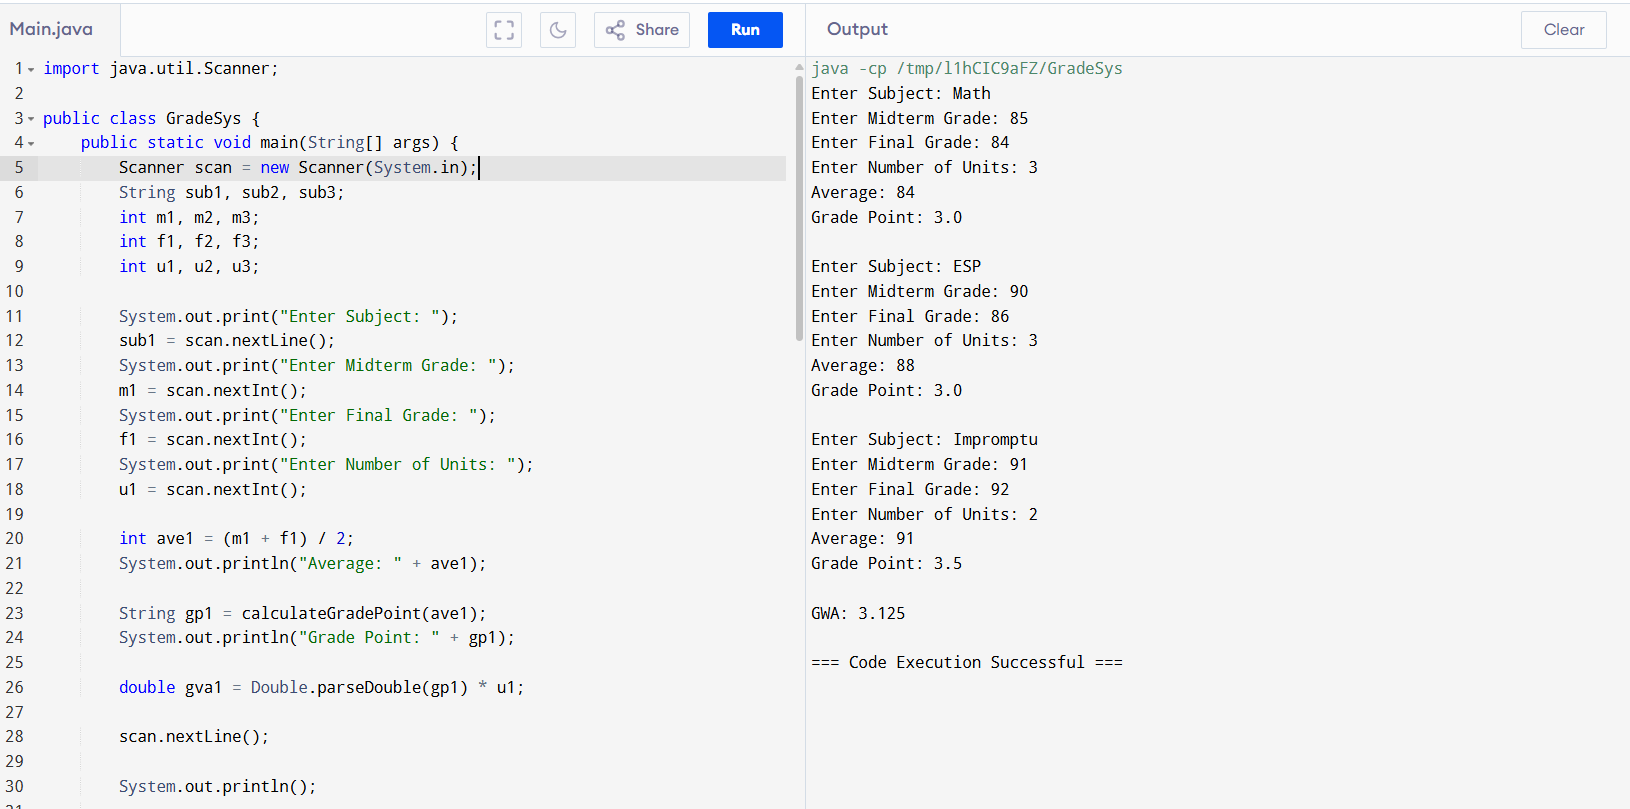 Main.java
Share
Run
Output
Clear
1 import java.util.Scanner;
2
3 public class GradeSys {
4     public static void main(String[] args) {
5         Scanner scan = new Scanner(System.in);
6         String sub1, sub2, sub3;
7         int m1, m2, m3;
8         int f1, f2, f3;
9         int u1, u2, u3;
10
11         System.out.print("Enter Subject: ");
12         sub1 = scan.nextLine();
13         System.out.print("Enter Midterm Grade: ");
14         m1 = scan.nextInt();
15         System.out.print("Enter Final Grade: ");
16         f1 = scan.nextInt();
17         System.out.print("Enter Number of Units: ");
18         u1 = scan.nextInt();
19
20         int ave1 = (m1 + f1) / 2;
21         System.out.println("Average: " + ave1);
22
23         String gp1 = calculateGradePoint(ave1);
24         System.out.println("Grade Point: " + gp1);
25
26         double gva1 = Double.parseDouble(gp1) * u1;
27
28         scan.nextLine();
29
30         System.out.println();
java -cp /tmp/l1hCIC9aFZ/GradeSys
Enter Subject: Math
Enter Midterm Grade: 85
Enter Final Grade: 84
Enter Number of Units: 3
Average: 84
Grade Point: 3.0
Enter Subject: ESP
Enter Midterm Grade: 90
Enter Final Grade: 86
Enter Number of Units: 3
Average: 88
Grade Point: 3.0
Enter Subject: Impromptu
Enter Midterm Grade: 91
Enter Final Grade: 92
Enter Number of Units: 2
Average: 91
Grade Point: 3.5
GWA: 3.125
=== Code Execution Successful ===